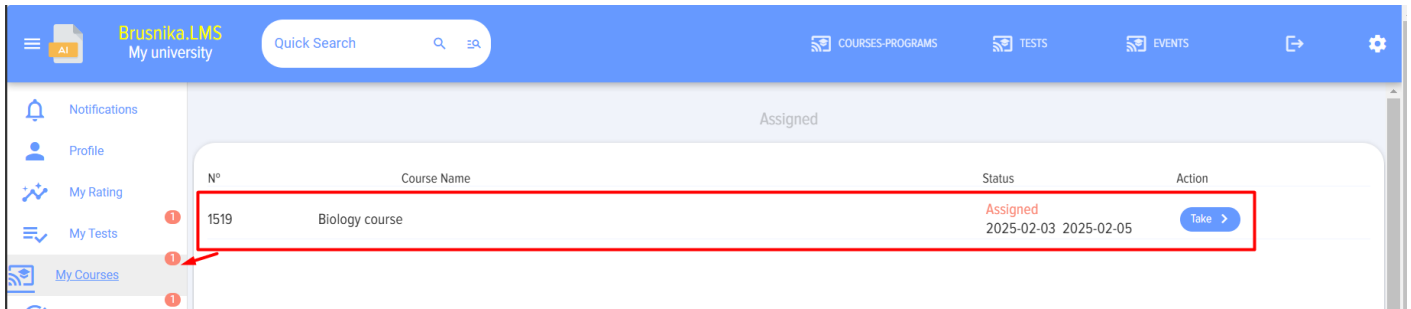 Brusnika.LMS
My university
AI
Quick Search
COURSES-PROGRAMS
TESTS
EVENTS
Notifications
Profile
My Rating
1
My Tests
1
My Courses
1
Assigned
Nº Course Name Status Action
1519 Biology course Assigned Take
2025-02-03 2025-02-05